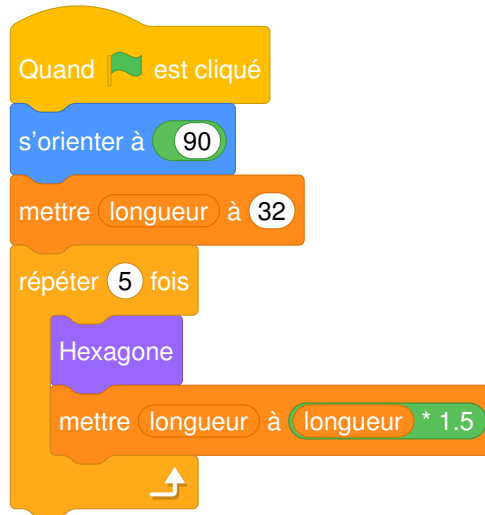 Quand est cliqué
s'orienter à 90
mettre longueur à 32
répéter 5 fois
Hexagone
mettre longueur à longueur * 1.5